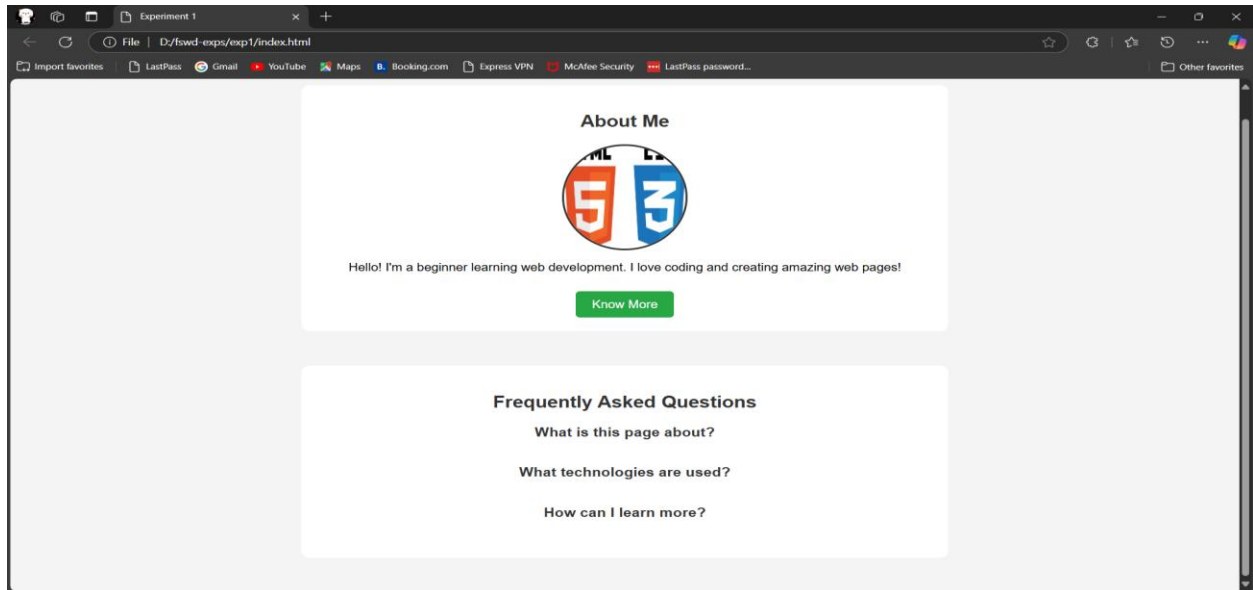 Experiment 1
File | D:/fswd-exps/exp1/index.html
Import favorites LastPass Gmail YouTube Maps B. Booking.com Express VPN McAfee Security LastPass password... Other favorites
About Me
5 3
Hello! I'm a beginner learning web development. I love coding and creating amazing web pages!
Know More
Frequently Asked Questions
What is this page about?
What technologies are used?
How can I learn more?